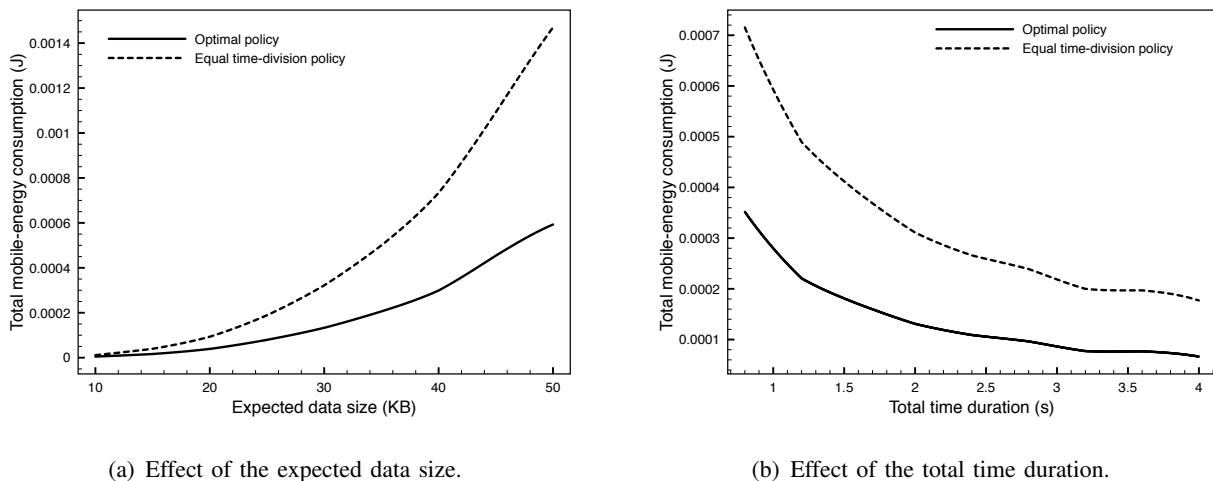 Total mobile-energy consumption (J)
0.0014
0.0012
0.001
0.0008
0.0006
0.0004
0.0002
0
Optimal policy
Equal time-division policy
10
20
30
40
50
Expected data size (KB)
(a) Effect of the expected data size.
Total mobile-energy consumption (J)
0.0007
0.0006
0.0005
0.0004
0.0003
0.0002
0.0001
Optimal policy
Equal time-division policy
1
1.5
2
2.5
3
3.5
4
Total time duration (s)
(b) Effect of the total time duration.